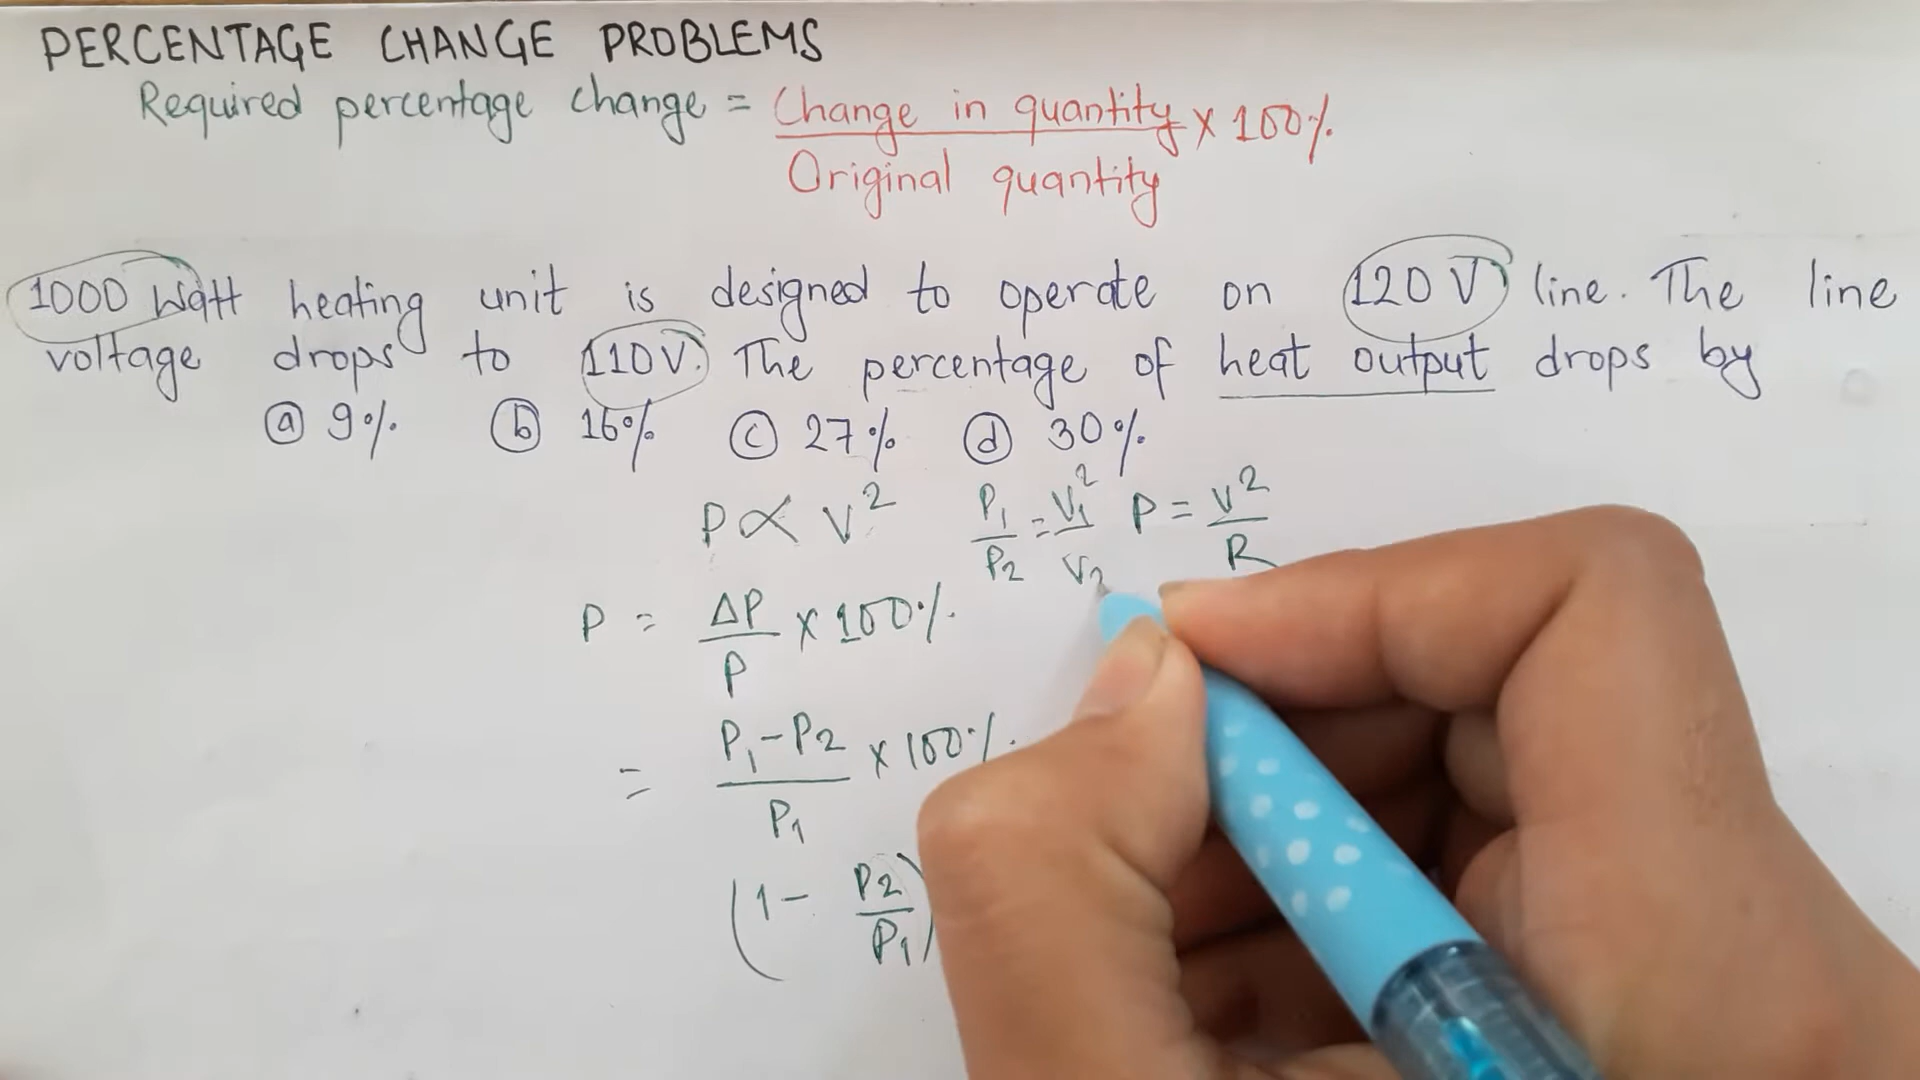 PERCENTAGE CHANGE PROBLEMS
Required percentage change = Change in quantity / Original quantity × 100%
1000 Watt heating unit is designed to operate on 120 V line. The line
voltage drops to 110V. The percentage of heat output drops by
(a) 9% (b) 16% (c) 27% (d) 30%
P ∝ V² P₁/P₂ = V₁²/V₂ P = V²/R
P = ΔP/P × 100%
= P₁-P₂/P₁ × 100%
(1 - P₂/P₁)